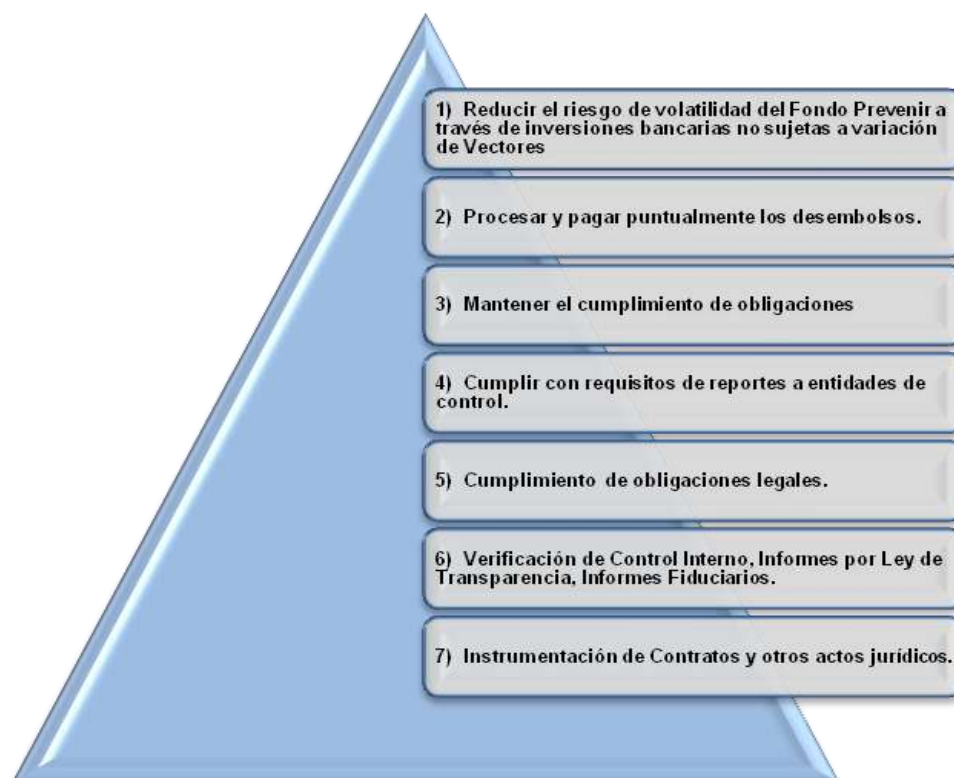 1) Reducir el riesgo de volatilidad del Fondo Prevenir a
través de inversiones bancarias no sujetas a variación
de Vectores
2) Procesar y pagar puntualmente los desembolsos.
3) Mantener el cumplimiento de obligaciones
4) Cumplir con requisitos de reportes a entidades de
control.
5) Cumplimiento de obligaciones legales.
6) Verificación de Control Interno, Informes por Ley de
Transparencia, Informes Fiduciarios.
7) Instrumentación de Contratos y otros actos jurídicos.